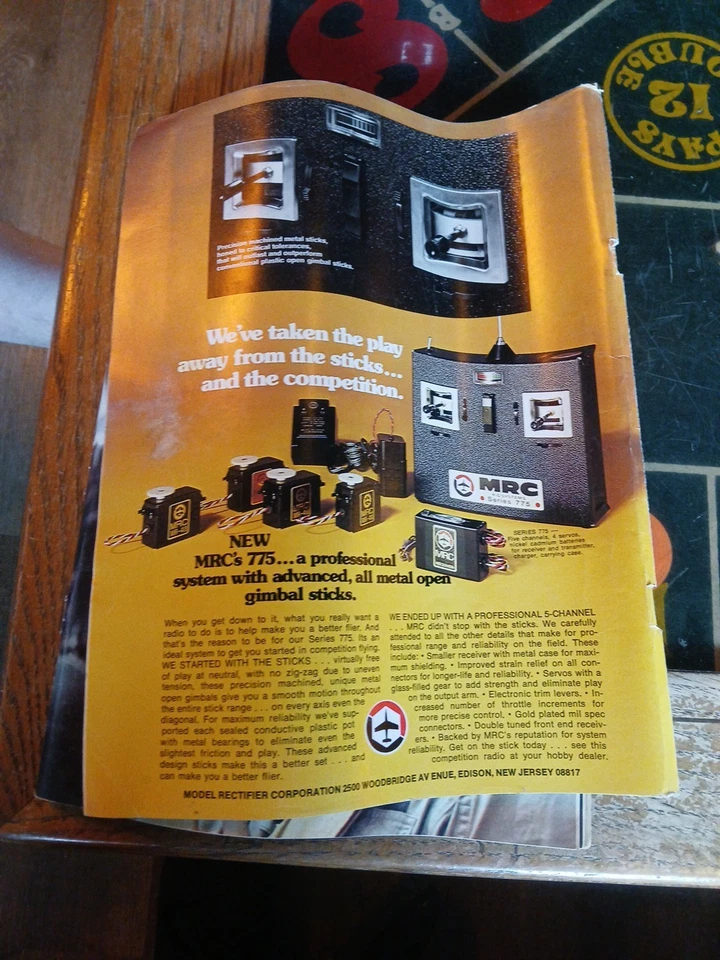 DOUBLE
12
PAYS
Precision machined metal sticks,
honed to critical tolerances,
that will outlast and outperform
conventional plastic open gimbal sticks.
We've taken the play
away from the sticks...
and the competition.
MRC
Series 775
MRC
SERIES 775 —
Five channels, 4 servos,
nickel cadmium batteries
for receiver and transmitter,
charger, carrying case.
NEW
MRC's 775...a professional
system with advanced, all metal open
gimbal sticks.
When you get down to it, what you really want a
radio to do is to help make you a better flier. And
that's the reason to be for our Series 775. Its an
ideal system to get you started in competition flying.
WE STARTED WITH THE STICKS . . . virtually free
of play at neutral, with no zig-zag due to uneven
tension, these precision machined, unique metal
open gimbals give you a smooth motion throughout
the entire stick range . . . on every axis even the
diagonal. For maximum reliability we've sup-
ported each sealed conductive plastic pot
with metal bearings to eliminate even the
slightest friction and play. These advanced
design sticks make this a better set . . . and
can make you a better flier.
WE ENDED UP WITH A PROFESSIONAL 5-CHANNEL
. . . MRC didn't stop with the sticks. We carefully
attended to all the other details that make for pro-
fessional range and reliability on the field. These
include: • Smaller receiver with metal case for maxi-
mum shielding. • Improved strain relief on all con-
nectors for longer-life and reliability. • Servos with a
glass-filled gear to add strength and eliminate play
on the output arm. • Electronic trim levers. • In-
creased number of throttle increments for
more precise control. • Gold plated mil spec
connectors. • Double tuned front end receiv-
ers. • Backed by MRC's reputation for system
reliability. Get on the stick today . . . see this
competition radio at your hobby dealer.
MODEL RECTIFIER CORPORATION 2500 WOODBRIDGE AV ENUE, EDISON, NEW JERSEY 08817